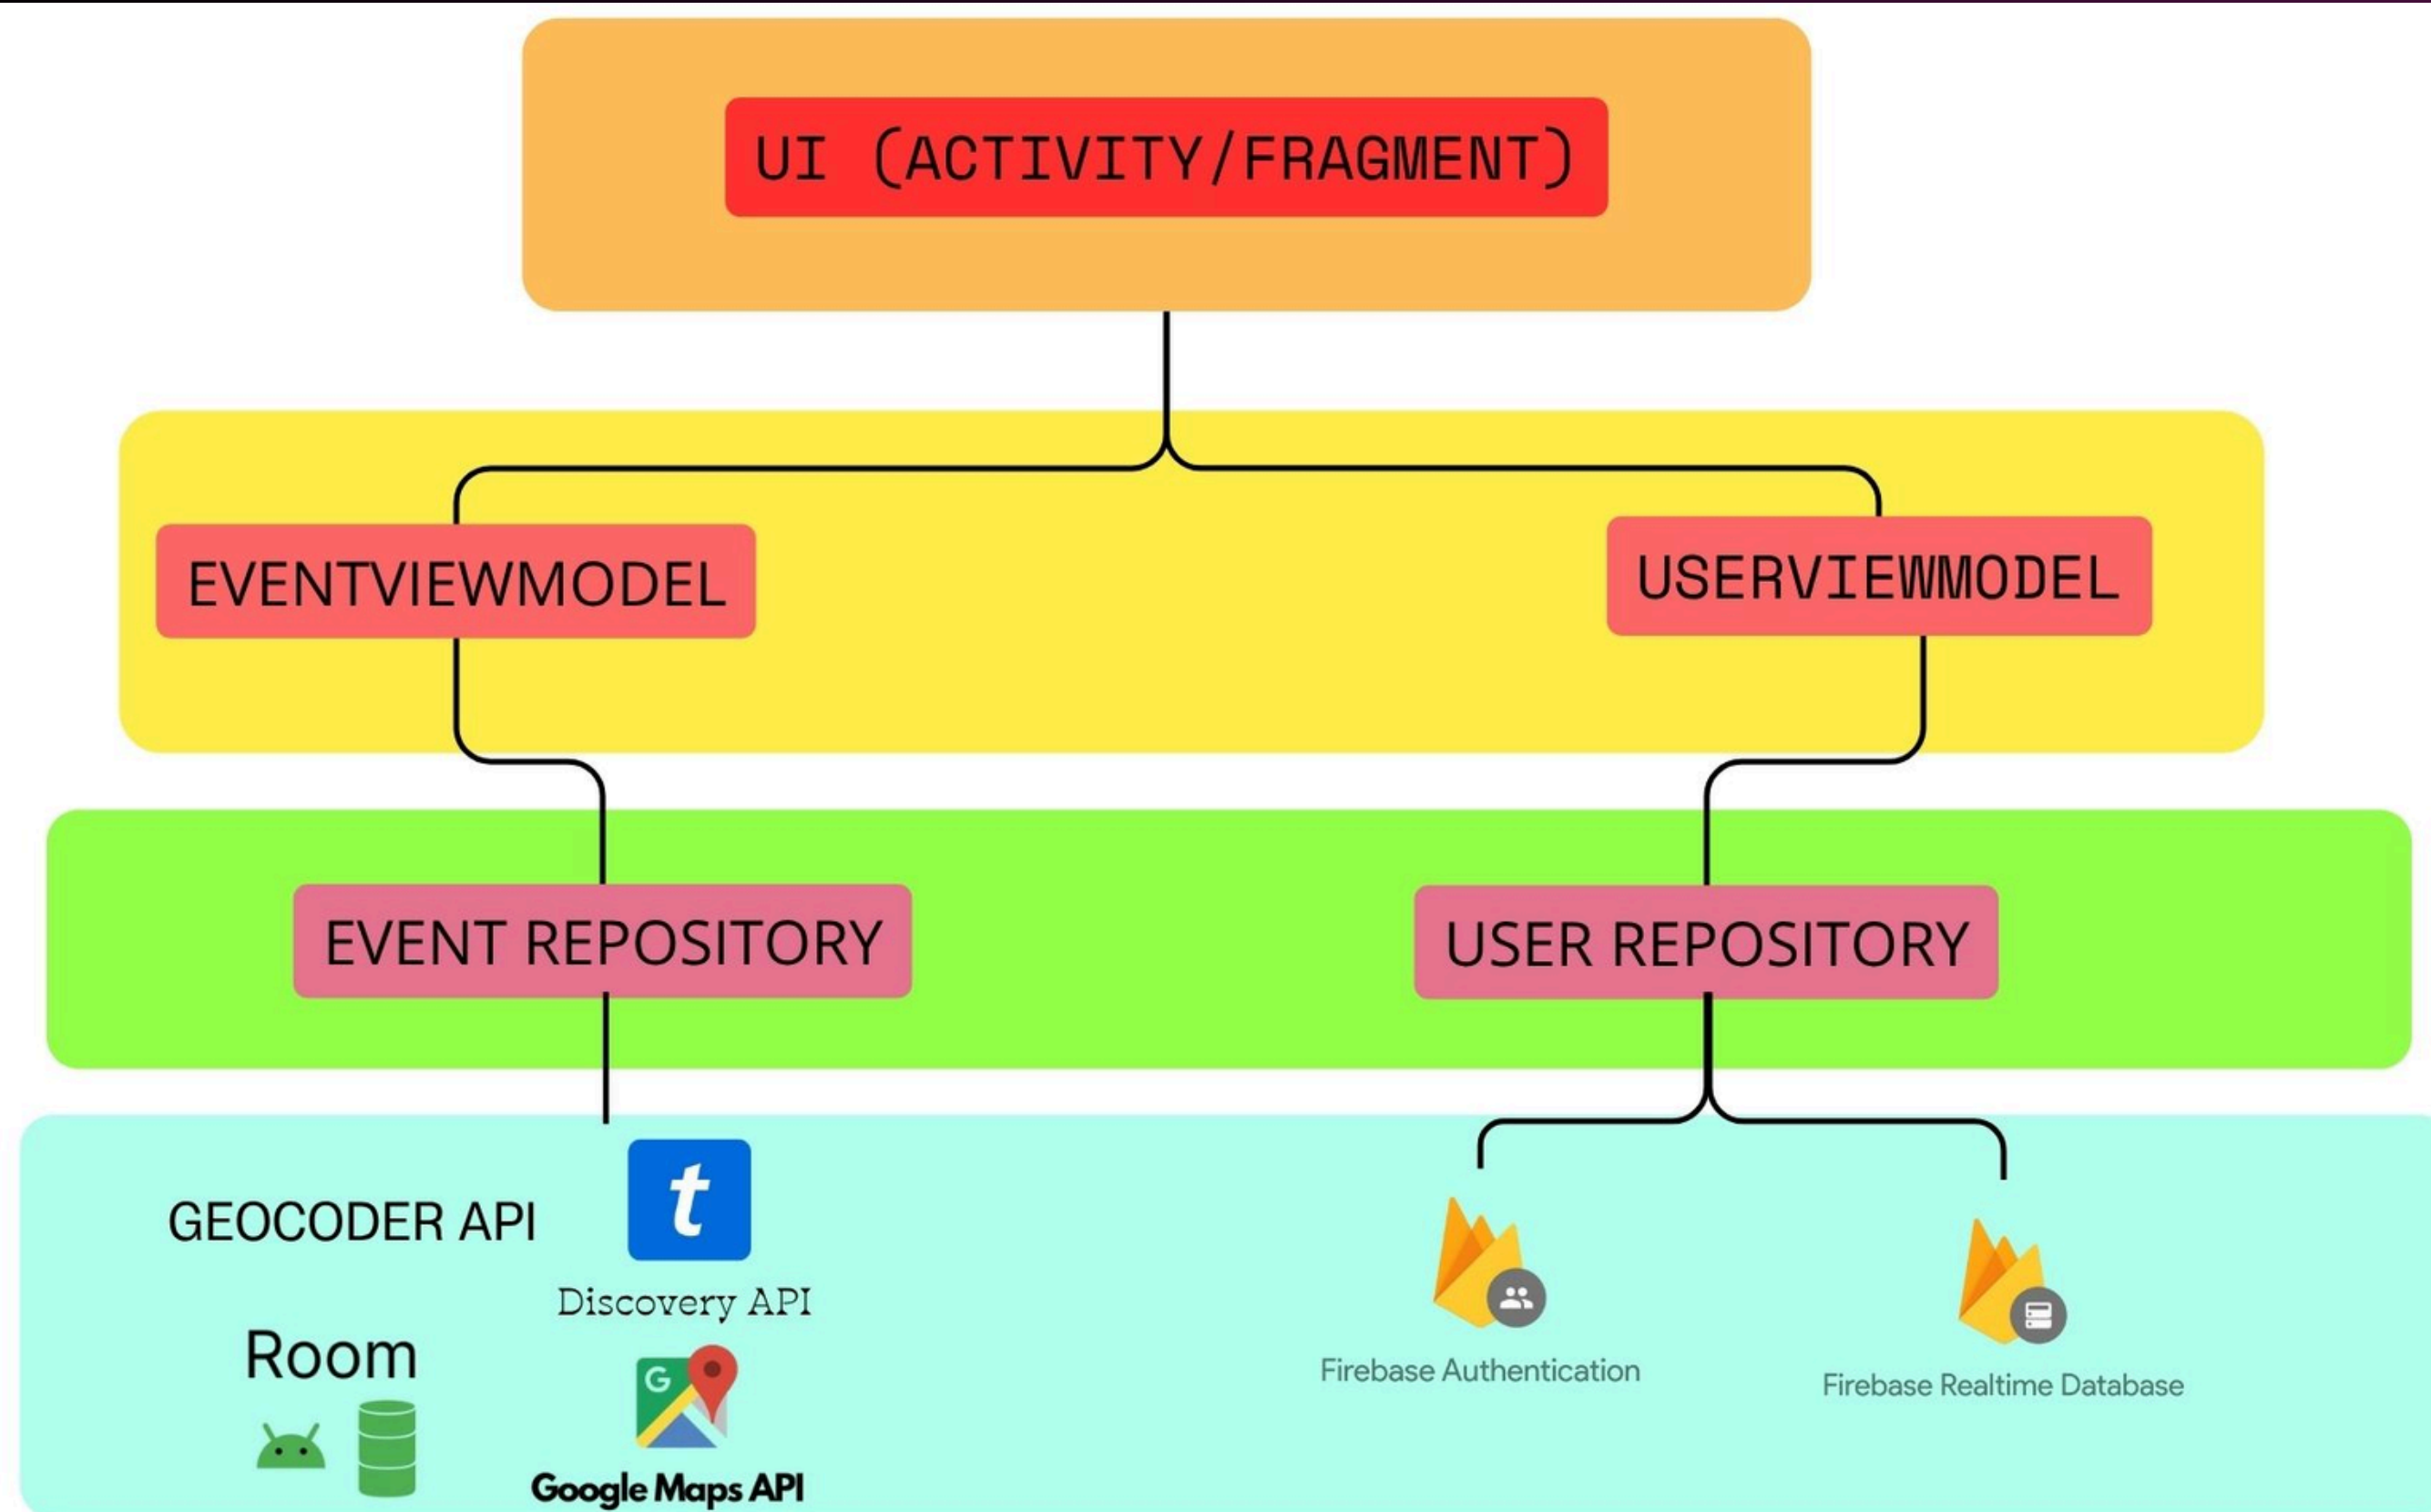 UI (ACTIVITY/FRAGMENT)
EVENTVIEWMODEL
USERVIEWMODEL
EVENT REPOSITORY
USER REPOSITORY
GEOCODER API
t
Discovery API
Room
G
Google Maps API
Firebase Authentication
Firebase Realtime Database